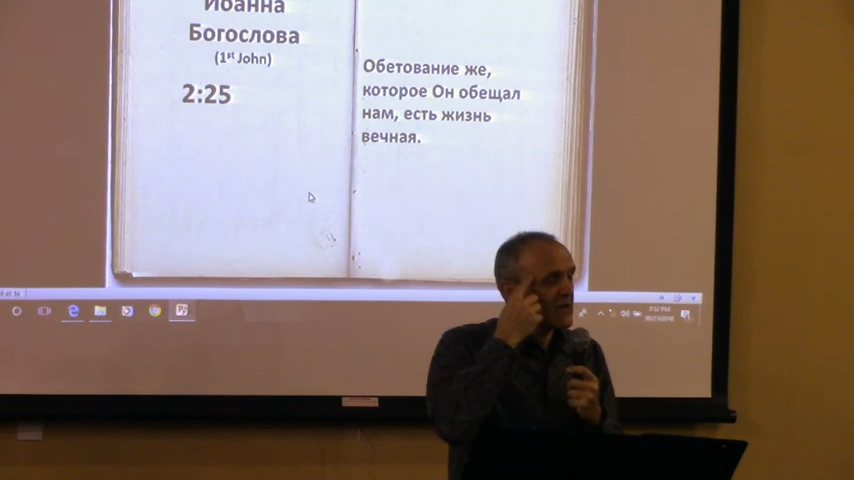 Иоанна
Богослова
(1st John)
2:25
Обетование же,
которое Он обещал
нам, есть жизнь
вечная.